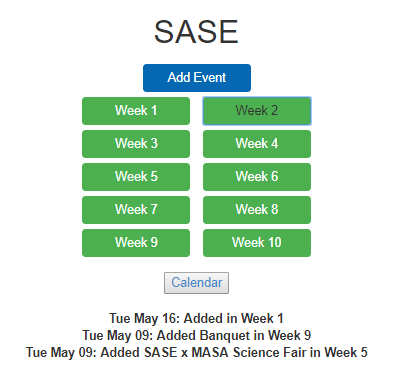 SASE
Add Event
Week 1 Week 2
Week 3 Week 4
Week 5 Week 6
Week 7 Week 8
Week 9 Week 10
Calendar
Tue May 16: Added in Week 1
Tue May 09: Added Banquet in Week 9
Tue May 09: Added SASE x MASA Science Fair in Week 5